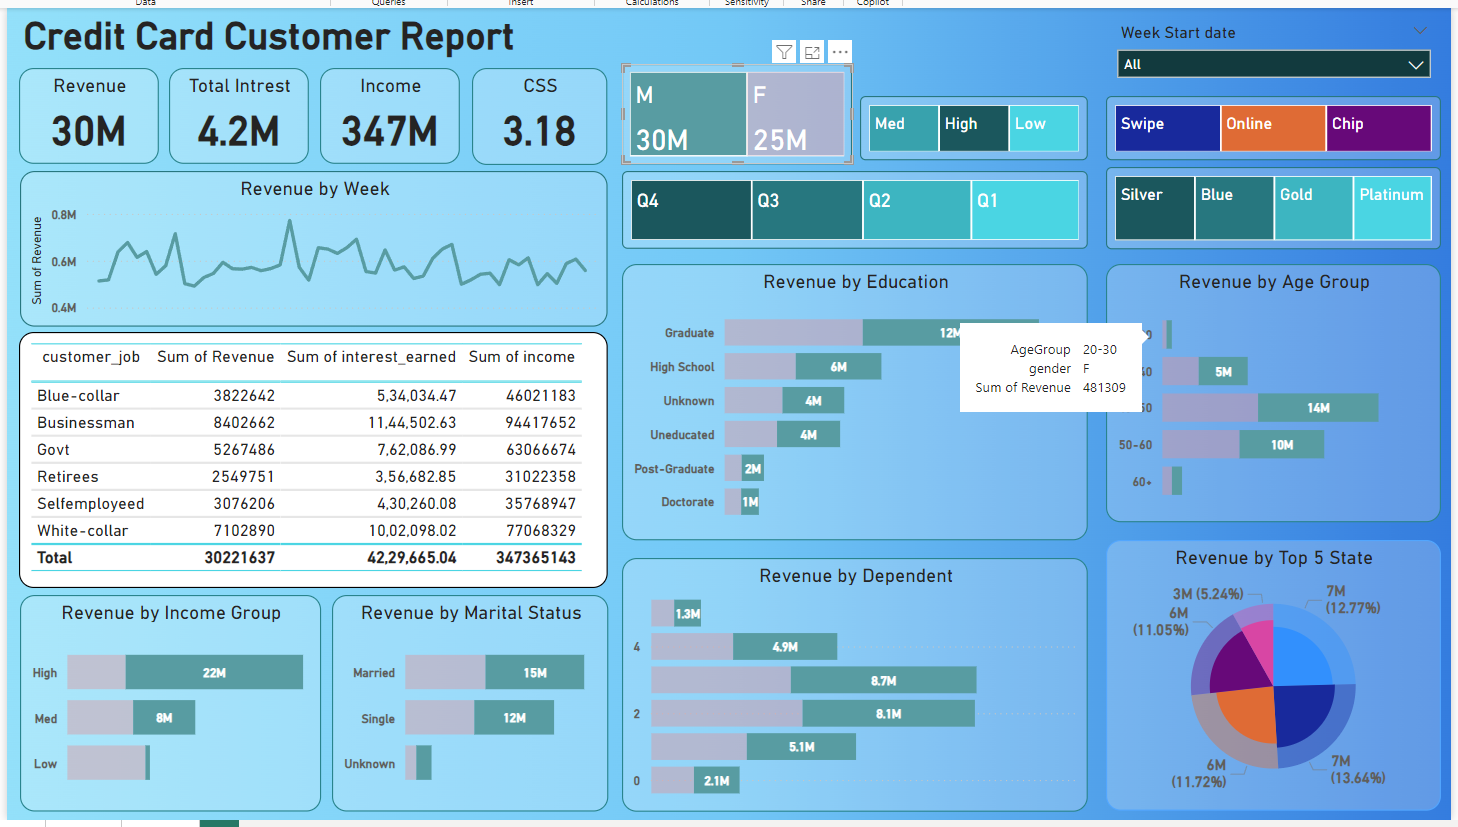 Data Queries Insert Calculations Sensitivity Share Copilot
Credit Card Customer Report
Week Start date
All
Revenue
30M
Total Intrest
4.2M
Income
347M
CSS
3.18
M
30M
F
25M
Med High Low
Swipe Online Chip
Q4 Q3 Q2 Q1
Silver Blue Gold Platinum
Revenue by Week
Sum of Revenue
0.8M
0.6M
0.4M
customer_job Sum of Revenue Sum of interest_earned Sum of income
Blue-collar 3822642 5,34,034.47 46021183
Businessman 8402662 11,44,502.63 94417652
Govt 5267486 7,62,086.99 63066674
Retirees 2549751 3,56,682.85 31022358
Selfemployeed 3076206 4,30,260.08 35768947
White-collar 7102890 10,02,098.02 77068329
Total 30221637 42,29,665.04 347365143
Revenue by Education
Graduate 12M
High School 6M
Unknown 4M
Uneducated 4M
Post-Graduate 2M
Doctorate 1M
AgeGroup 20-30
gender F
Sum of Revenue 481309
Revenue by Age Group
5M
14M
50-60 10M
60+
Revenue by Income Group
High 22M
Med 8M
Low
Revenue by Marital Status
Married 15M
Single 12M
Unknown
Revenue by Dependent
1.3M
4 4.9M
8.7M
2 8.1M
5.1M
0 2.1M
Revenue by Top 5 State
3M (5.24%)
7M
(12.77%)
6M
(11.05%)
6M
(11.72%)
7M
(13.64%)